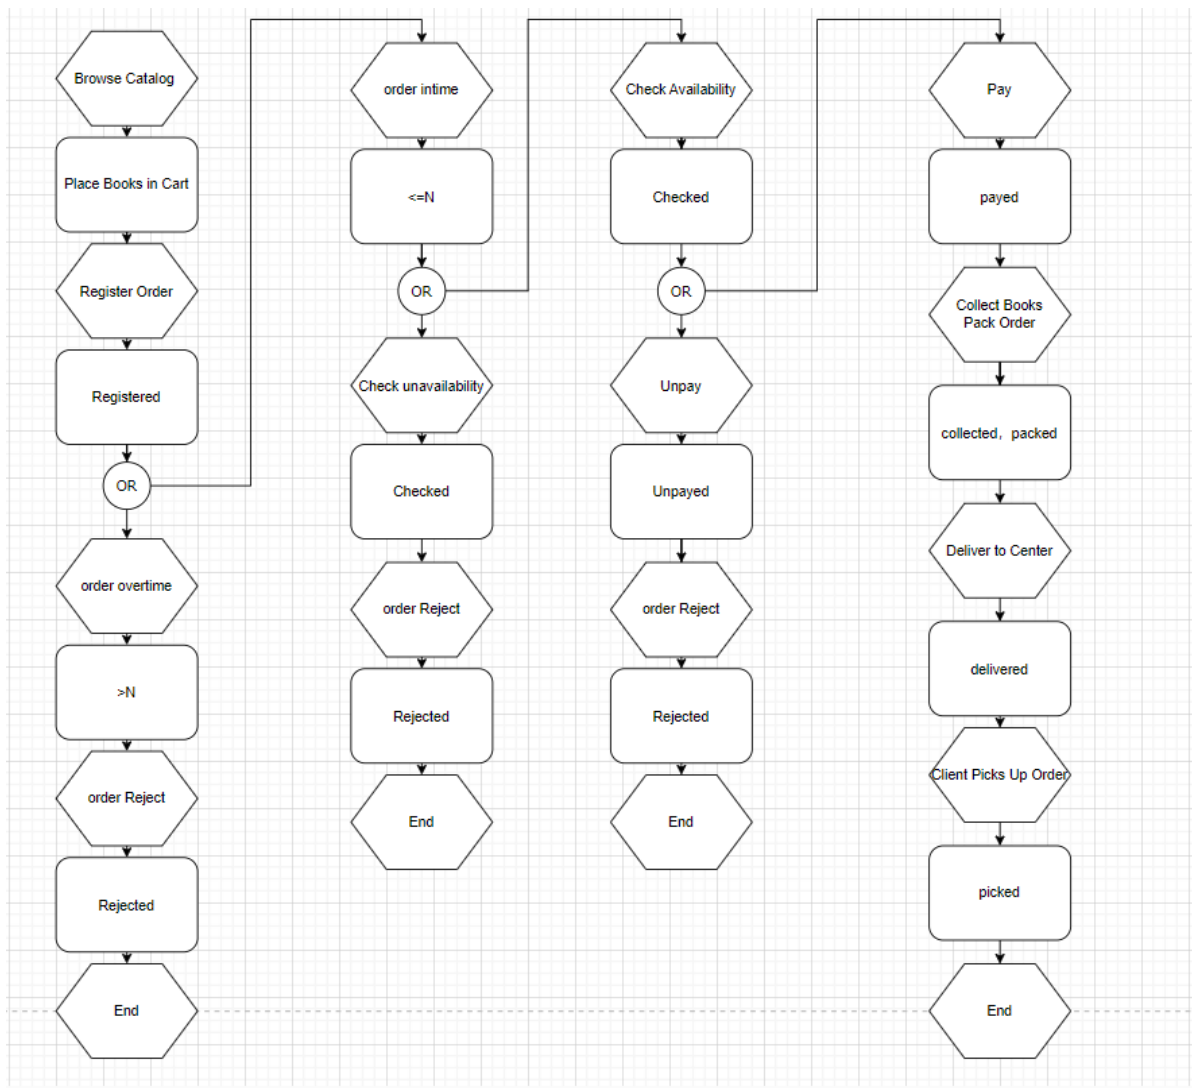 Browse Catalog
Place Books in Cart
Register Order
Registered
OR
order overtime
>N
order Reject
Rejected
End
order intime
<=N
OR
Check unavailability
Checked
order Reject
Rejected
End
Check Availability
Checked
OR
Unpay
Unpayed
order Reject
Rejected
End
Pay
payed
Collect Books
Pack Order
collected，packed
Deliver to Center
delivered
Client Picks Up Order
picked
End